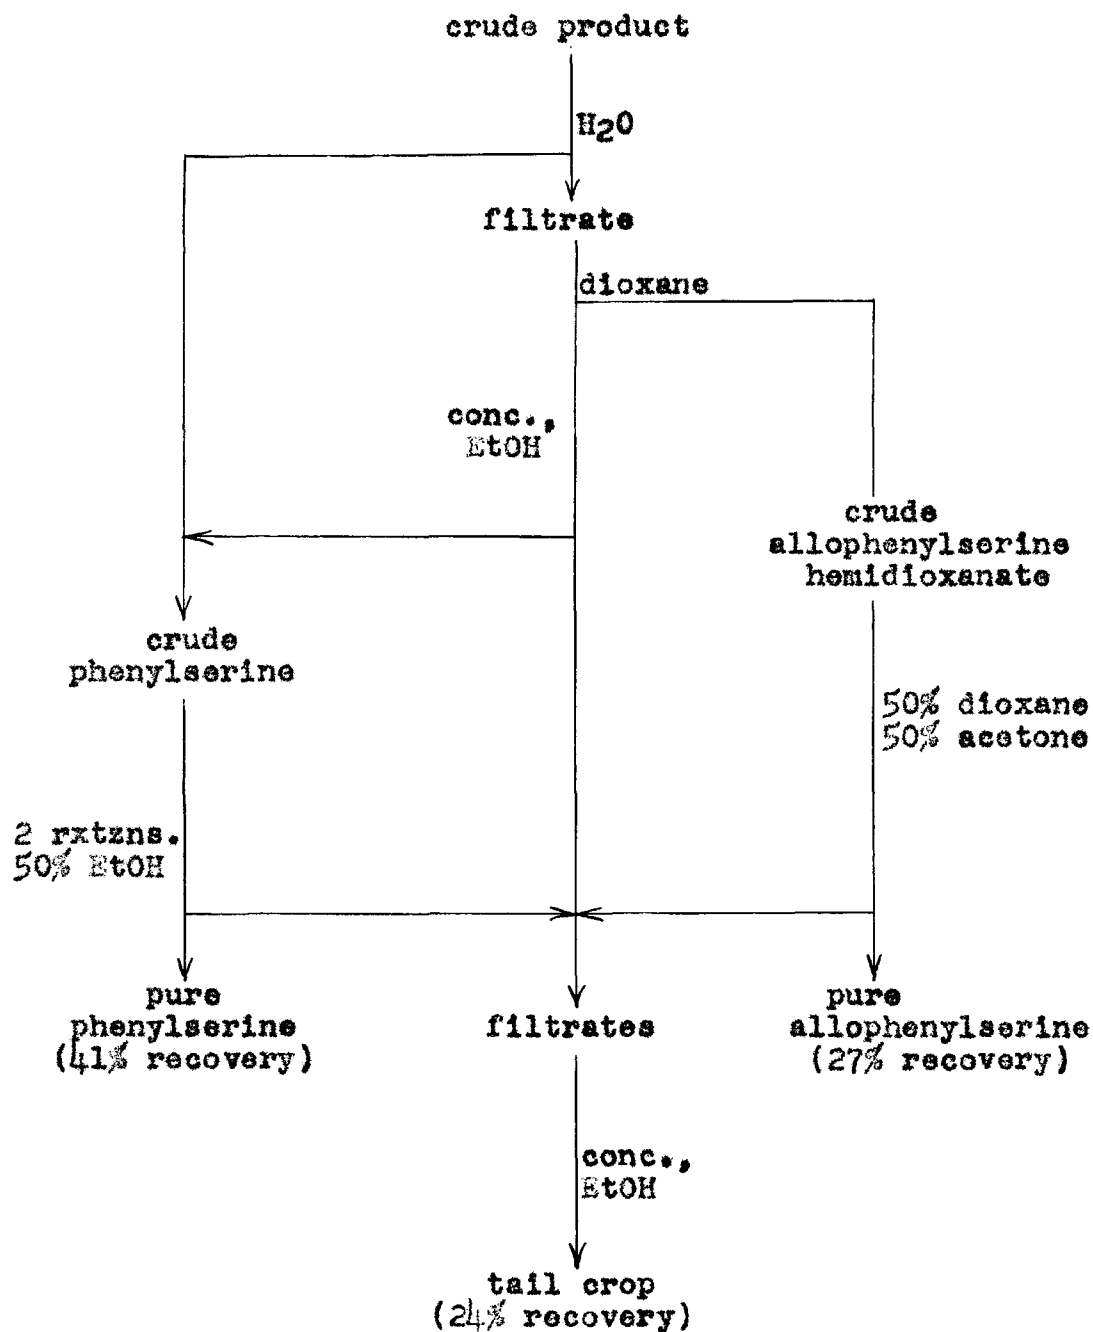 crude product
H2O
filtrate
dioxane
conc.,
EtOH
crude
allophenylserine
hemidioxanate
crude
phenylserine
50% dioxane
50% acetone
2 rxtzns.
50% EtOH
pure
phenylserine
(41% recovery)
filtrates
pure
allophenylserine
(27% recovery)
conc.,
EtOH
tail crop
(24% recovery)